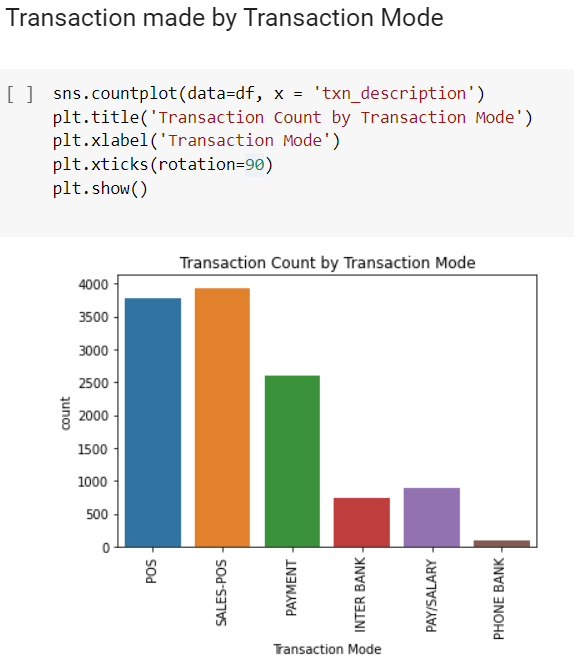 Transaction made by Transaction Mode
[ ] sns.countplot(data=df, x = 'txn_description')
plt.title('Transaction Count by Transaction Mode')
plt.xlabel('Transaction Mode')
plt.xticks(rotation=90)
plt.show()
Transaction Count by Transaction Mode
4000
3500
3000
2500
2000
1500
1000
500
0
count
POS
SALES-POS
PAYMENT
INTER BANK
PAY/SALARY
PHONE BANK
Transaction Mode